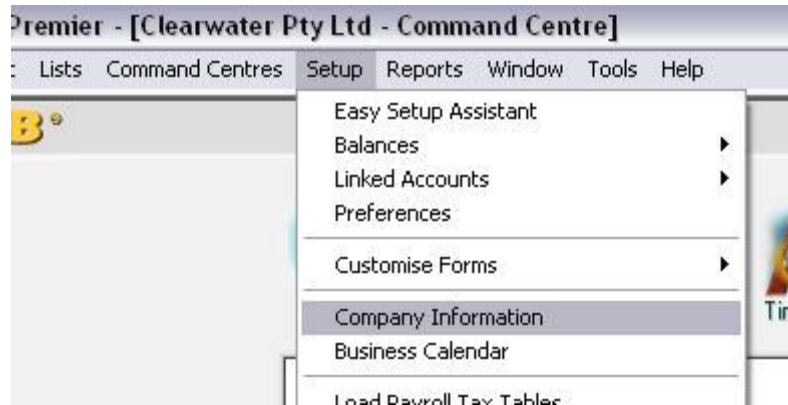 Premier - [Clearwater Pty Ltd - Command Centre]
Lists Command Centres Setup Reports Window Tools Help
B®
Easy Setup Assistant
Balances
Linked Accounts
Preferences
Customise Forms
Company Information
Business Calendar
Load Payroll Tax Tables